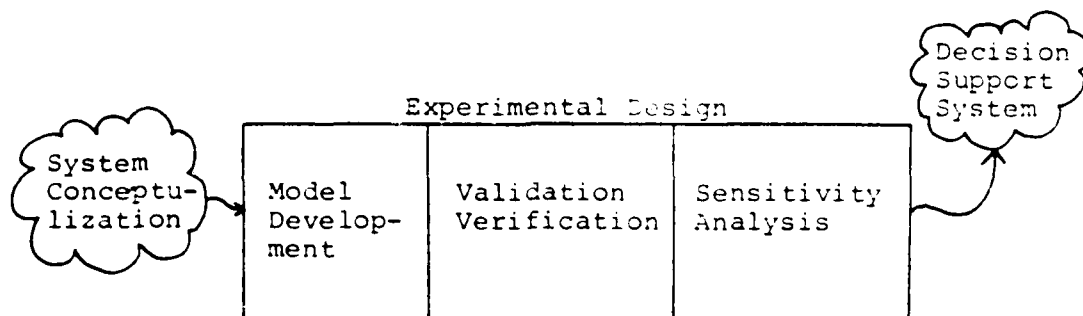 System
Conceptu-
lization
Experimental Design
Model
Develop-
ment
Validation
Verification
Sensitivity
Analysis
Decision
Support
System